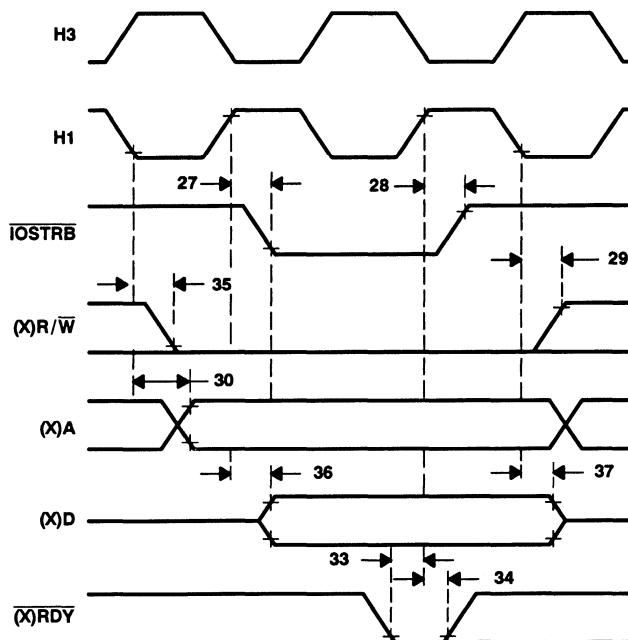 H3
H1
27
28
IOSTRB
29
35
(X)R/W
30
(X)A
36
37
(X)D
33
34
(X)RDY